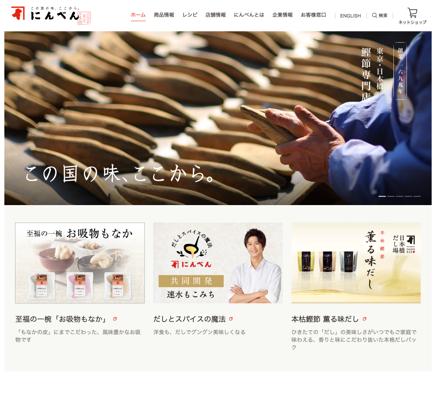 この国の味、ここから。
にんべん
ホーム
商品情報
レシピ
店舗情報
にんべんとは
企業情報
お客様窓口
ENGLISH
検索
ネットショップ
創業一六九九年
東京・日本橋
鰹節専門店
この国の味、ここから。
至福の一椀 お吸物もなか
だしとスパイスの魔法
にんべん
共同開発
速水もこみち
日本橋だし場
本枯鰹節
薫る味だし
至福の一椀「お吸物もなか」
「もなかの皮」にまでこだわった、風味豊かなお吸
物です
だしとスパイスの魔法
洋食も、だしでグングン美味しくなる
本枯鰹節 薫る味だし
ひきたての「だし」の美味しさがいつでもご家庭で
味わえる、香りと味にこだわり抜いた本格だしパッ
ク